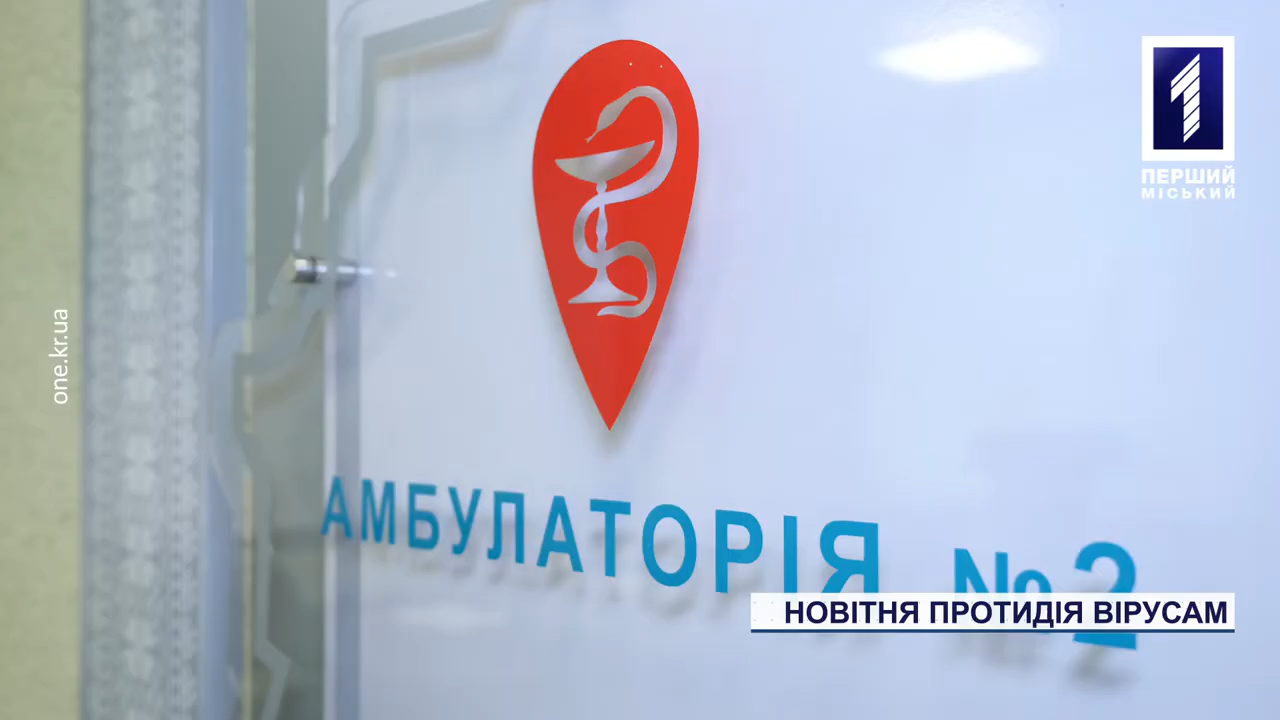 ПЕРШИЙ
МІСЬКИЙ
one.kr.ua
АМБУЛАТОРІЯ №2
НОВІТНЯ ПРОТИДІЯ ВІРУСАМ